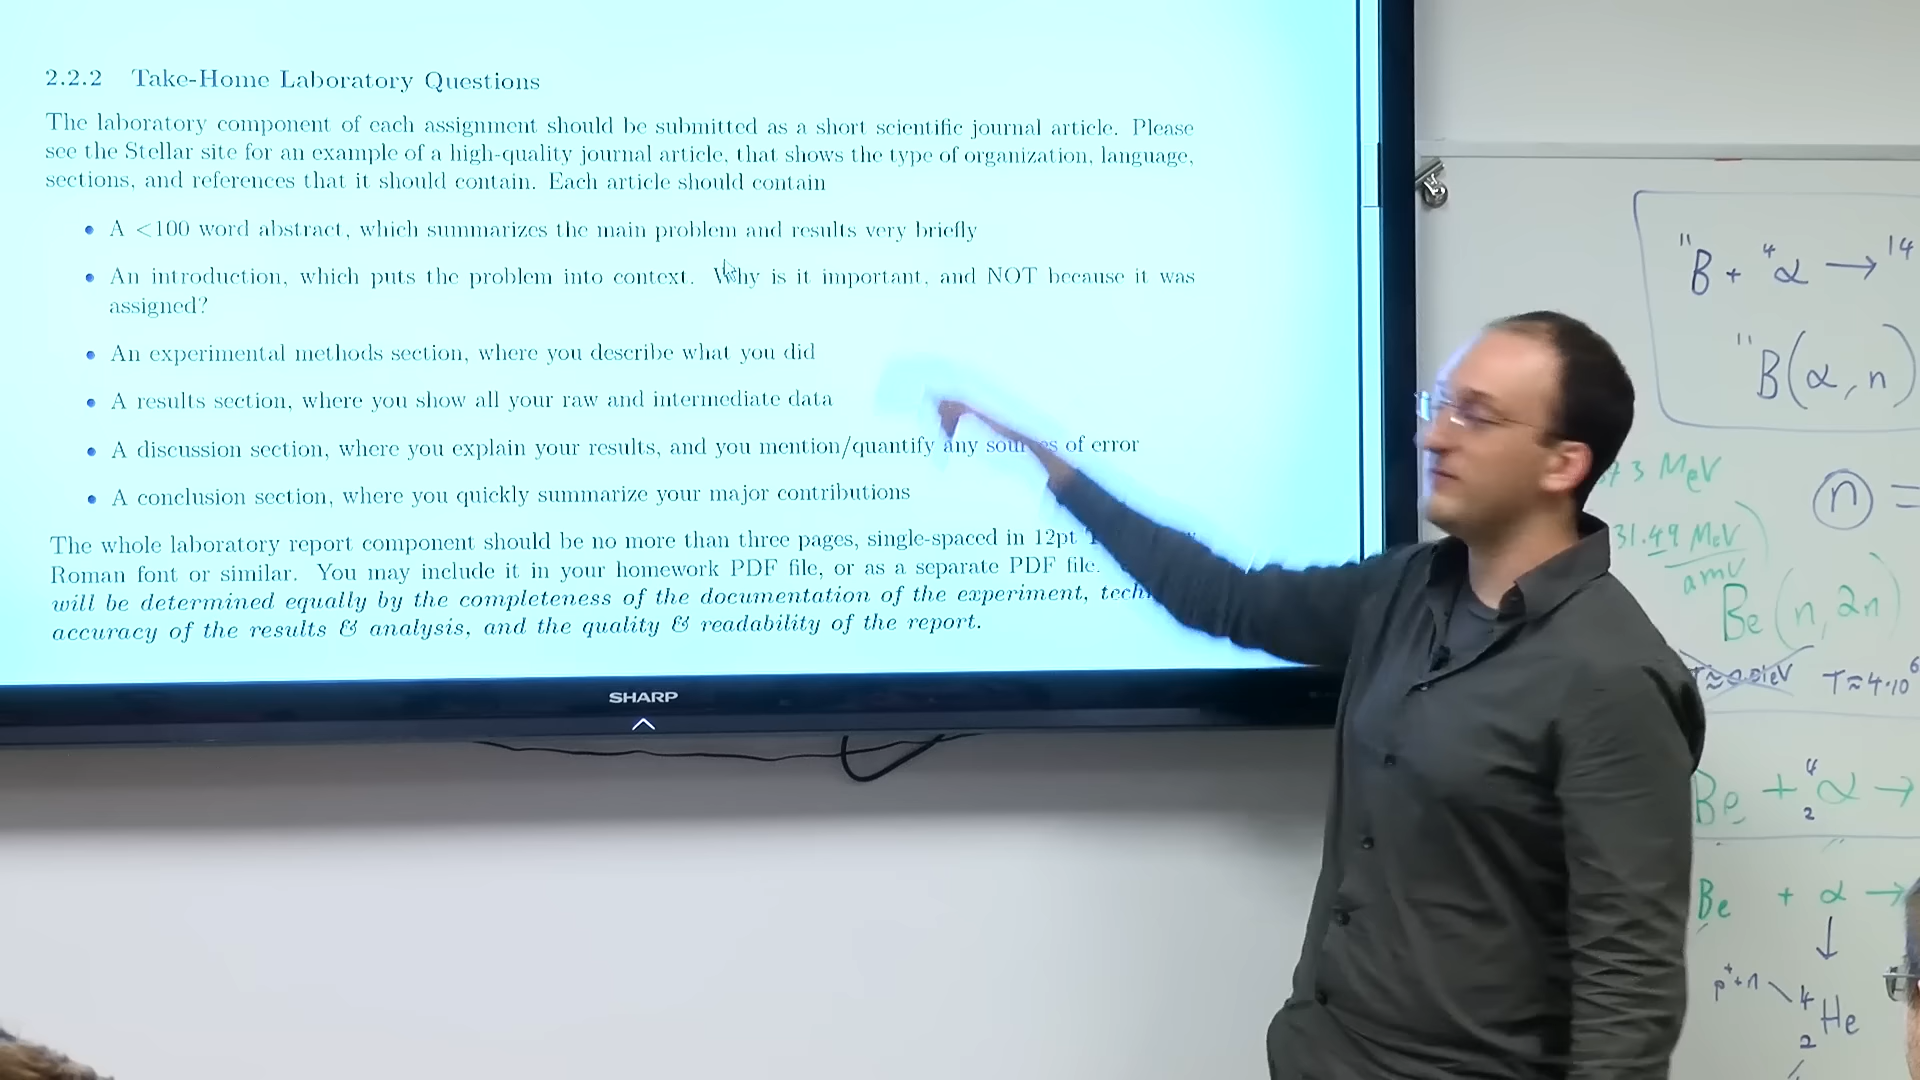 2.2.2 Take-Home Laboratory Questions
The laboratory component of each assignment should be submitted as a short scientific journal article. Please
see the Stellar site for an example of a high-quality journal article, that shows the type of organization, language,
sections, and references that it should contain. Each article should contain
• A <100 word abstract, which summarizes the main problem and results very briefly
• An introduction, which puts the problem into context. Why is it important, and NOT because it was
assigned?
• An experimental methods section, where you describe what you did
• A results section, where you show all your raw and intermediate data
• A discussion section, where you explain your results, and you mention/quantify any sources of error
• A conclusion section, where you quickly summarize your major contributions
The whole laboratory report component should be no more than three pages, single-spaced in 12pt
Roman font or similar. You may include it in your homework PDF file, or as a separate PDF file.
will be determined equally by the completeness of the documentation of the experiment,
accuracy of the results & analysis, and the quality & readability of the report.
SHARP
¹¹B + ⁴α → ¹⁴
¹¹B(α, n)
73 MeV
n =
31.49 MeV
amu
Be (n, 2n)
T≈4·10⁶
Be + ⁴₂α →
Be + α →
↓
p⁺+n
⁴₂He